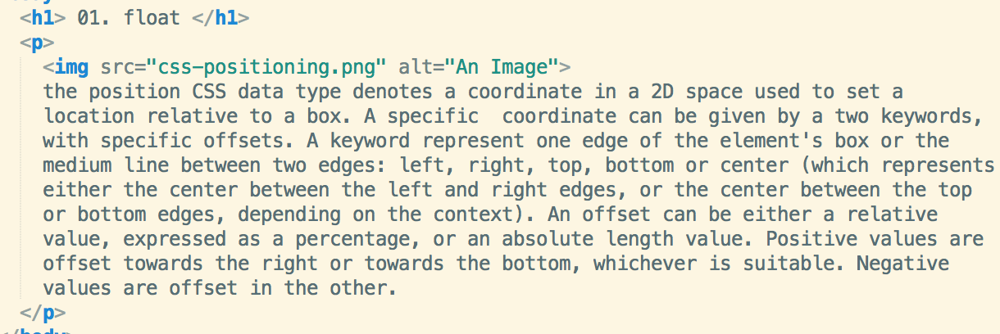 <h1> 01. float </h1>
<p>
<img src="css-positioning.png" alt="An Image">
the position CSS data type denotes a coordinate in a 2D space used to set a
location relative to a box. A specific  coordinate can be given by a two keywords,
with specific offsets. A keyword represent one edge of the element's box or the
medium line between two edges: left, right, top, bottom or center (which represents
either the center between the left and right edges, or the center between the top
or bottom edges, depending on the context). An offset can be either a relative
value, expressed as a percentage, or an absolute length value. Positive values are
offset towards the right or towards the bottom, whichever is suitable. Negative
values are offset in the other.
</p>